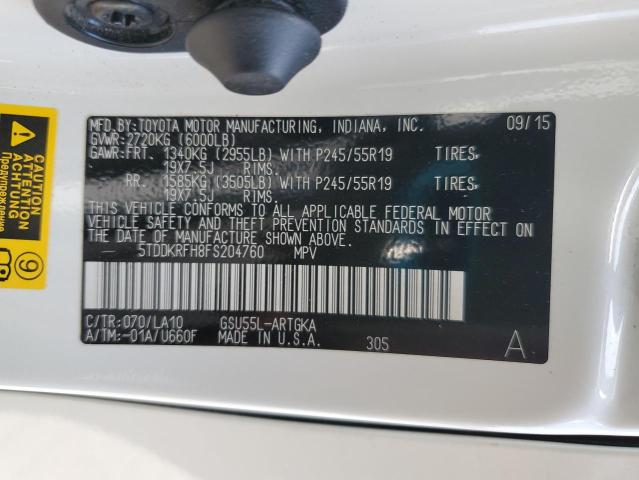 MFD.BY:TOYOTA MOTOR MANUFACTURING, INDIANA, INC. 09/15
GVWR:2720KG (6000LB)
GAWR:FRT. 1340KG (2955LB) WITH P245/55R19 TIRES,
19X7.5J RIMS.
RR. 1585KG (3505LB) WITH P245/55R19 TIRES,
19X7.5J RIMS.
THIS VEHICLE CONFORMS TO ALL APPLICABLE FEDERAL MOTOR
VEHICLE SAFETY AND THEFT PREVENTION STANDARDS IN EFFECT ON
THE DATE OF MANUFACTURE SHOWN ABOVE.
5TDDKRFH8FS204760 MPV
C/TR:070/LA10 GSU55L-ARTGKA
A/TM:-01A/U660F MADE IN U.S.A. 305 A
ATTENTION
ACHTUNG
Предупреждение
9